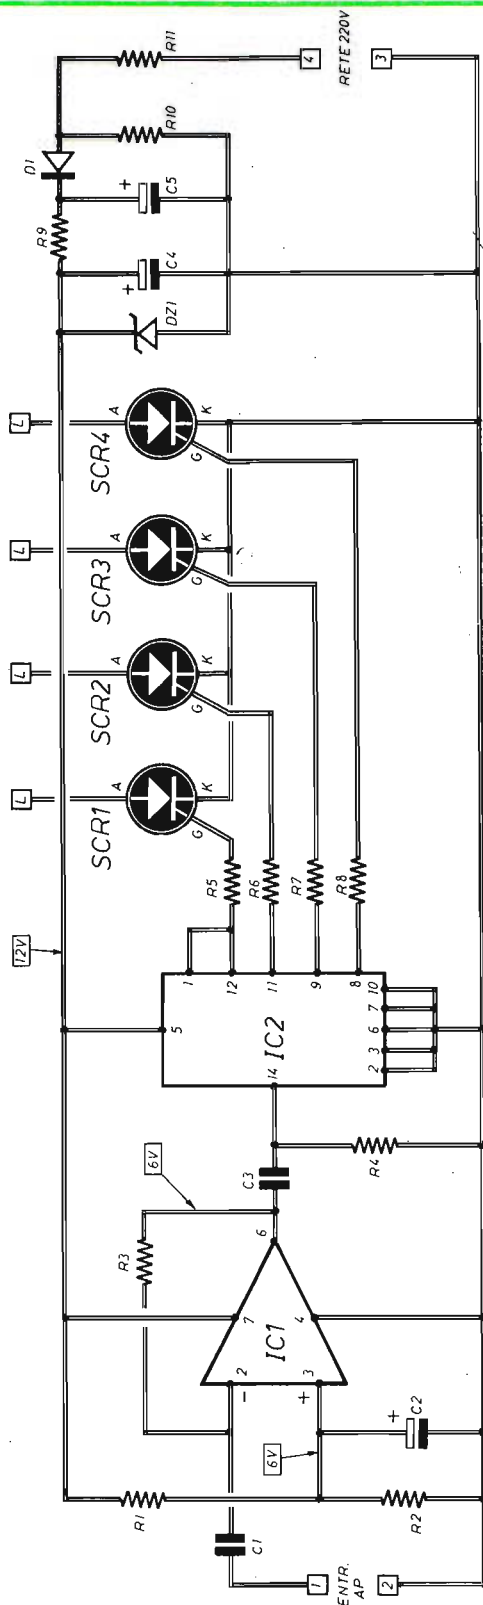 12V
L
L
L
L
SCR1
SCR2
SCR3
SCR4
A
A
A
A
K
K
K
K
G
G
G
G
R9
D1
R10
R11
+
C4
+
C5
DZ1
4
RETE 220V
3
R1
R2
R3
R4
R5
R6
R7
R8
6V
6V
C1
C2
+
C3
IC1
2
-
3
+
7
4
6
IC2
5
14
1
12
11
9
8
2
3
6
7
10
1
ENTR.
AP
2